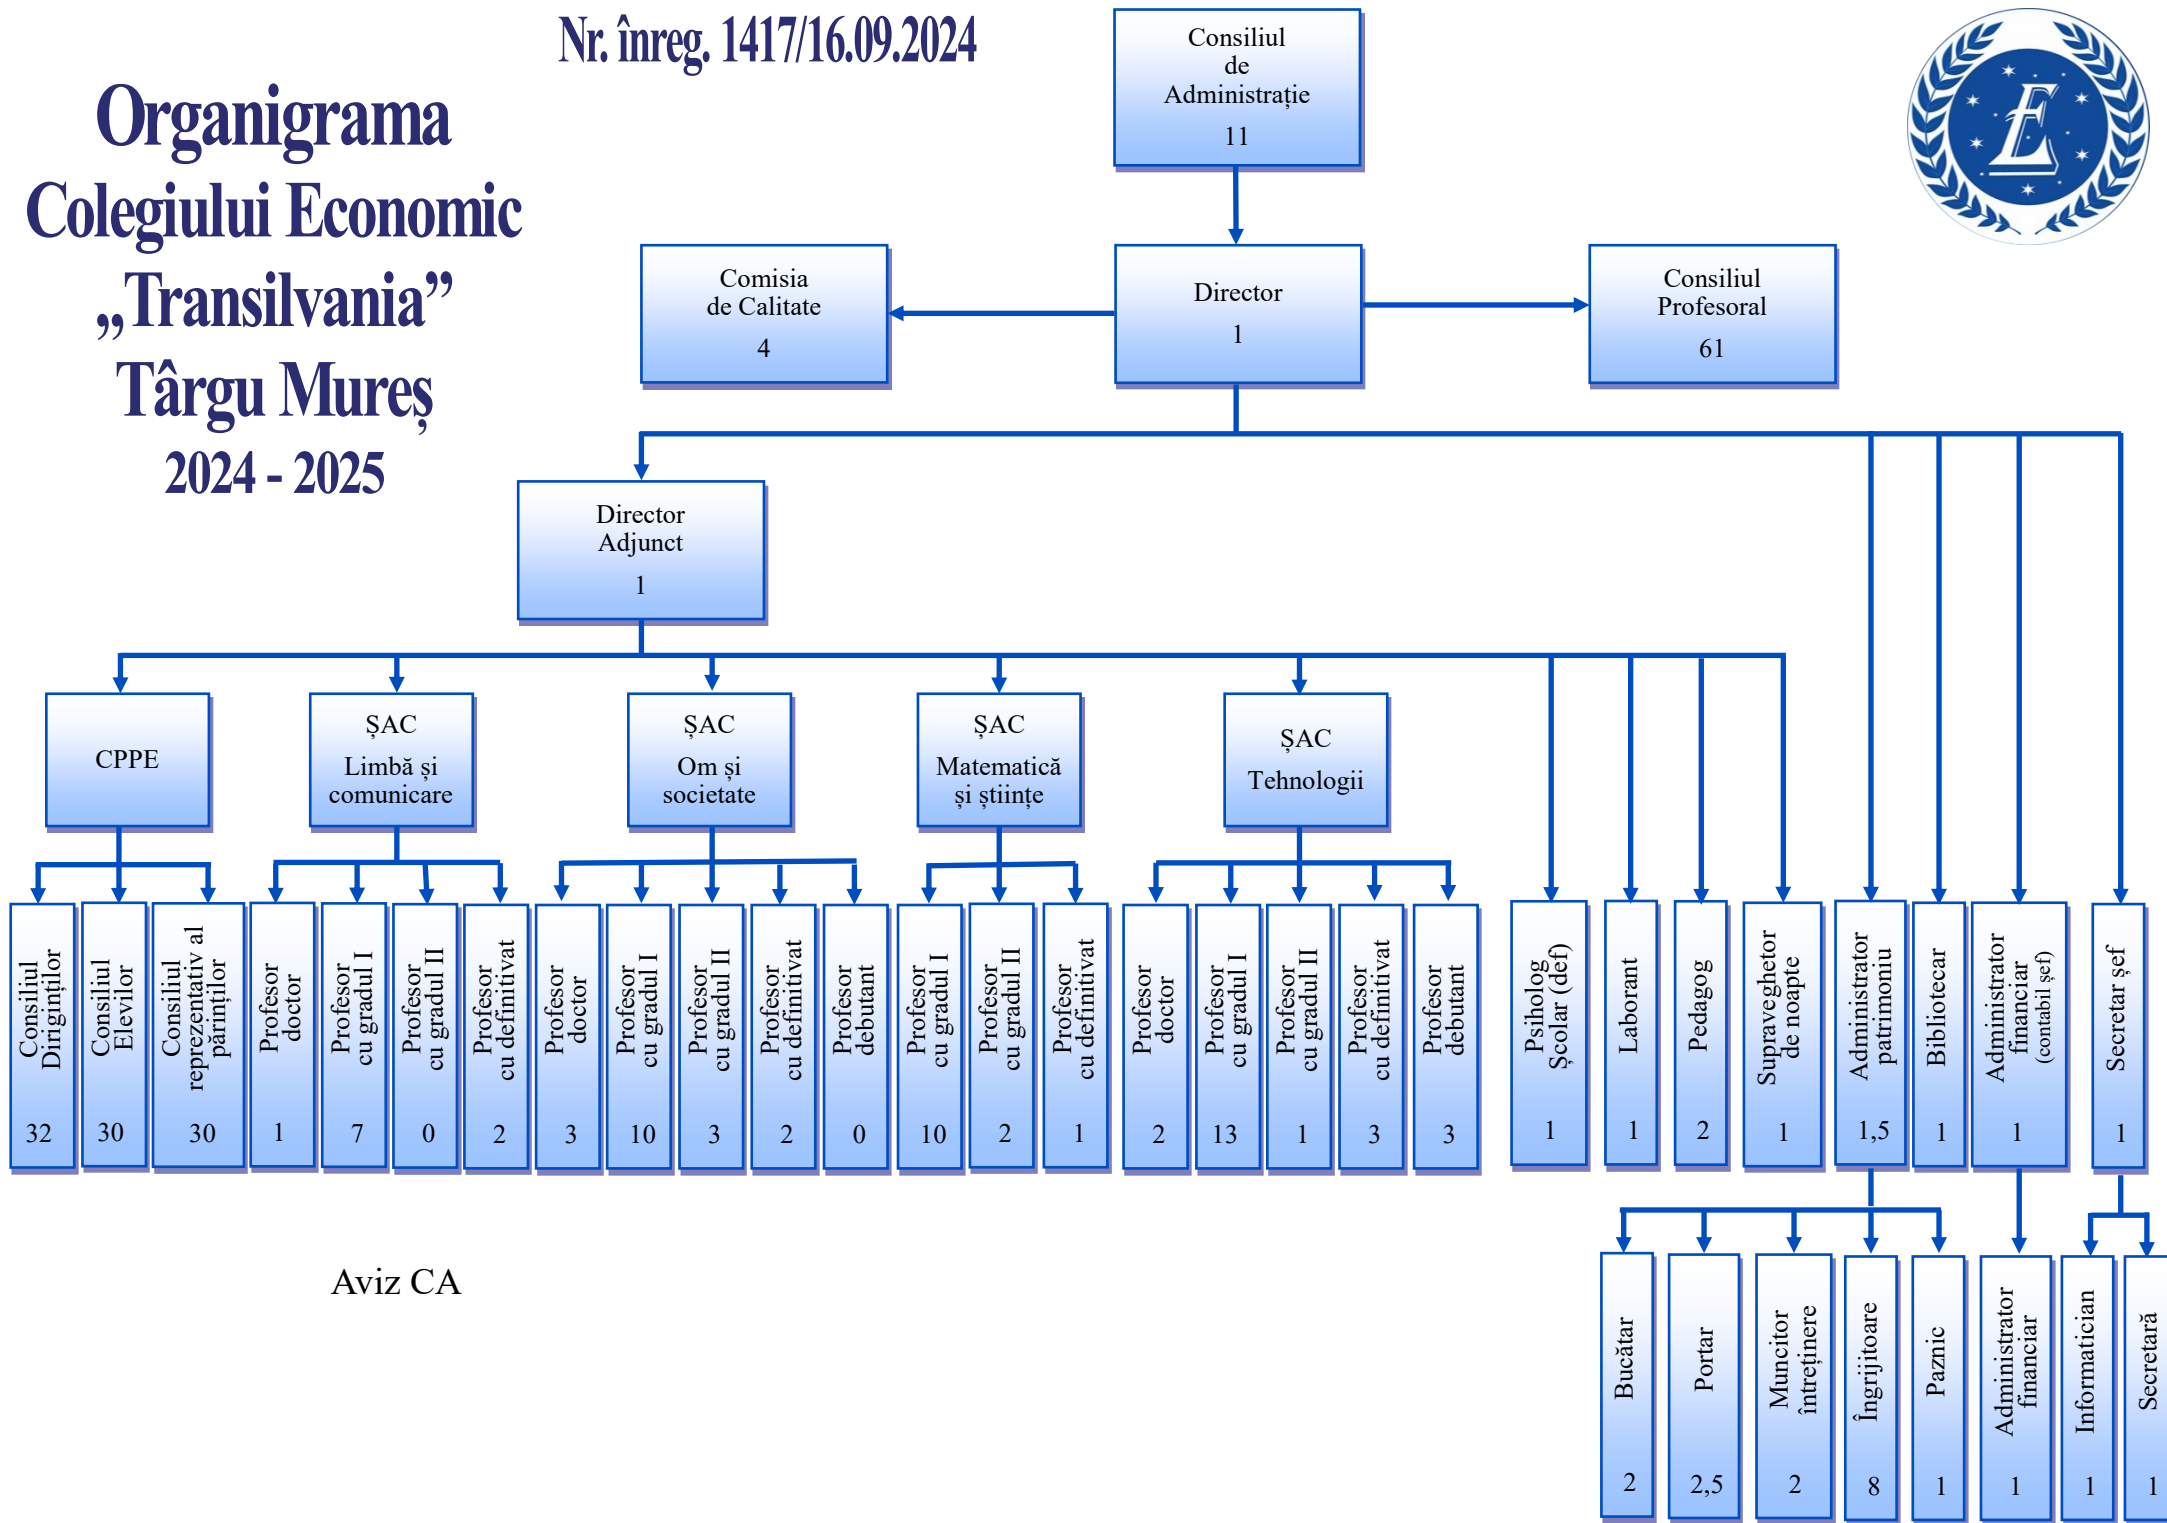 Nr. înreg. 1417/16.09.2024
Organigrama
Colegiului Economic
„Transilvania”
Târgu Mureș
2024 - 2025
Consiliul
de
Administrație
11
E
Comisia
de Calitate
4
Director
1
Consiliul
Profesoral
61
Director
Adjunct
1
CPPE
ȘAC
Limbă și
comunicare
ȘAC
Om și
societate
ȘAC
Matematică
și științe
ȘAC
Tehnologii
Consiliul
Diriginților
32
Consiliul
Elevilor
30
Consiliul
reprezentativ al
părinților
30
Profesor
doctor
1
Profesor
cu gradul I
7
Profesor
cu gradul II
0
Profesor
cu definitivat
2
Profesor
doctor
3
Profesor
cu gradul I
10
Profesor
cu gradul II
3
Profesor
cu definitivat
2
Profesor
debutant
0
Profesor
cu gradul I
10
Profesor
cu gradul II
2
Profesor
cu definitivat
1
Profesor
doctor
2
Profesor
cu gradul I
13
Profesor
cu gradul II
1
Profesor
cu definitivat
3
Profesor
debutant
3
Psiholog
Școlar (def)
1
Laborant
1
Pedagog
2
Supraveghetor
de noapte
1
Administrator
patrimoniu
1,5
Bibliotecar
1
Administrator
financiar
(contabil șef)
1
Secretar șef
1
Aviz CA
Bucătar
2
Portar
2,5
Muncitor
întreținere
2
Îngrijitoare
8
Paznic
1
Administrator
financiar
1
Informatician
1
Secretară
1